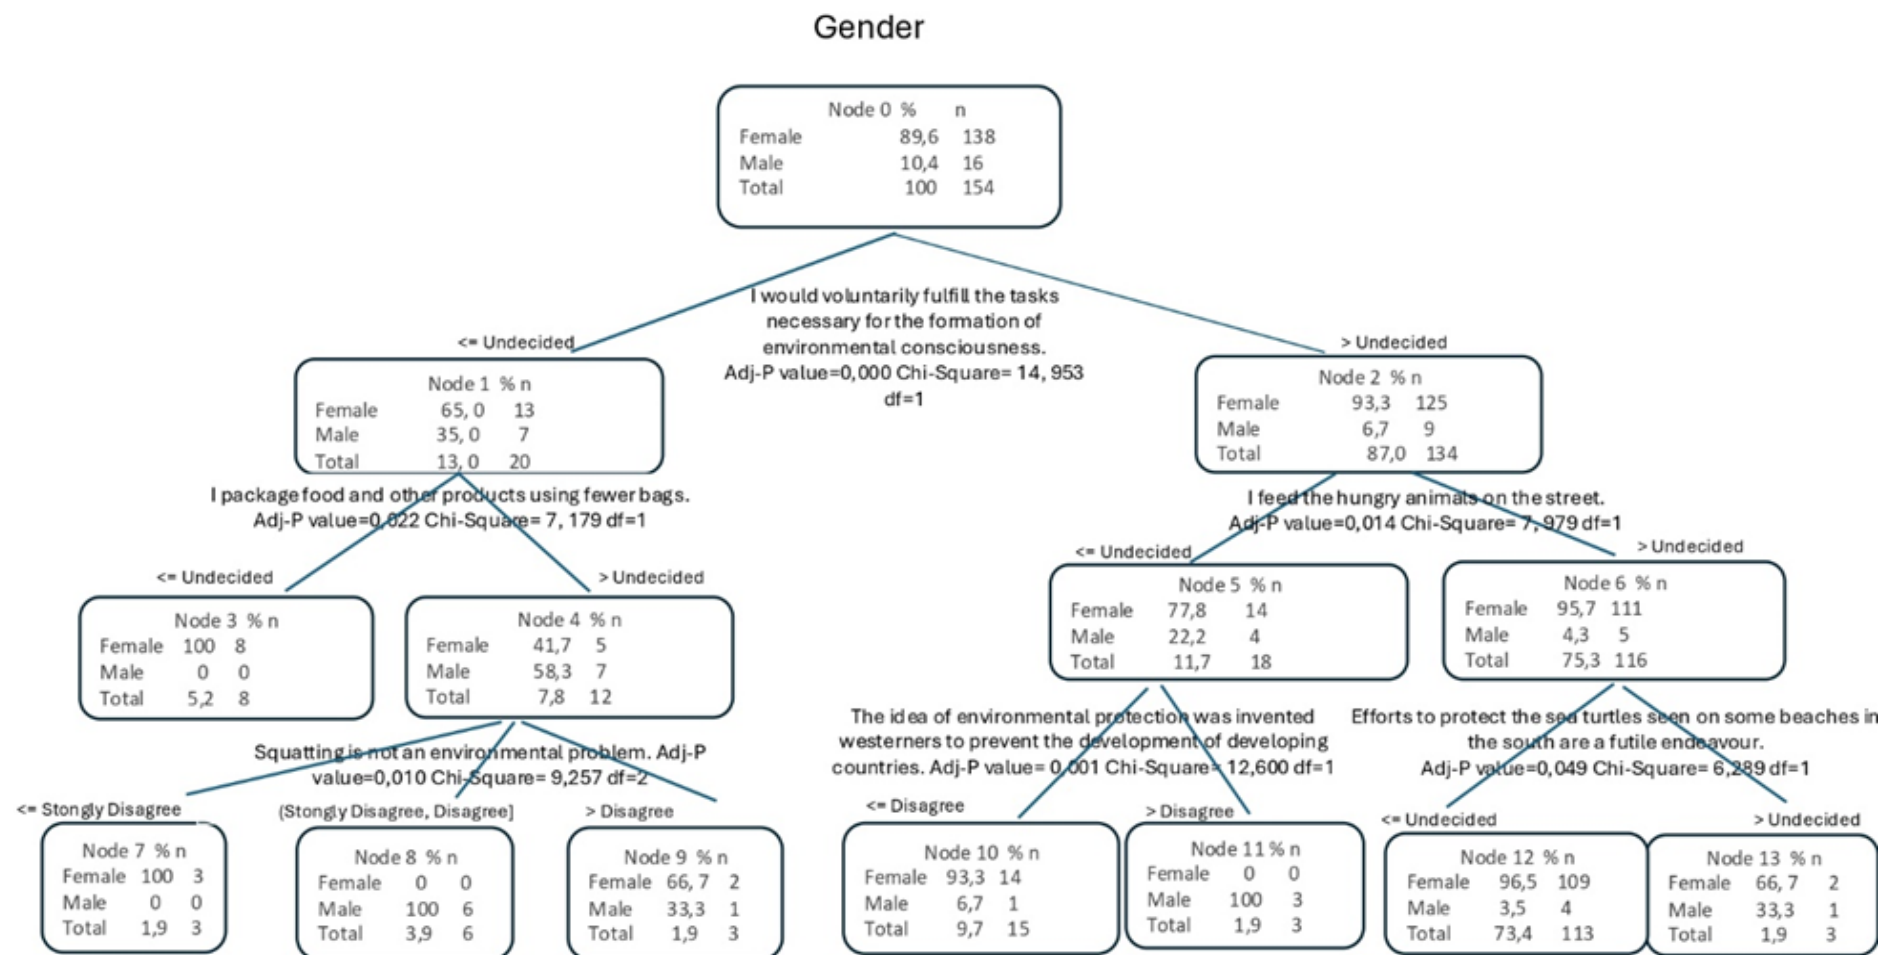 Gender
Node 0 % n
Female 89,6 138
Male 10,4 16
Total 100 154
I would voluntarily fulfill the tasks
necessary for the formation of
environmental consciousness.
Adj-P value=0,000 Chi-Square= 14, 953
df=1
<= Undecided
> Undecided
Node 1 % n
Female 65, 0 13
Male 35, 0 7
Total 13, 0 20
Node 2 % n
Female 93,3 125
Male 6,7 9
Total 87,0 134
I package food and other products using fewer bags.
Adj-P value=0,022 Chi-Square= 7, 179 df=1
I feed the hungry animals on the street.
Adj-P value=0,014 Chi-Square= 7, 979 df=1
<= Undecided
> Undecided
<= Undecided
> Undecided
Node 3 % n
Female 100 8
Male 0 0
Total 5,2 8
Node 4 % n
Female 41,7 5
Male 58,3 7
Total 7,8 12
Node 5 % n
Female 77,8 14
Male 22,2 4
Total 11,7 18
Node 6 % n
Female 95,7 111
Male 4,3 5
Total 75,3 116
Squatting is not an environmental problem. Adj-P
value=0,010 Chi-Square= 9,257 df=2
The idea of environmental protection was invented
westerners to prevent the development of developing
countries. Adj-P value= 0,001 Chi-Square= 12,600 df=1
Efforts to protect the sea turtles seen on some beaches in
the south are a futile endeavour.
Adj-P value=0,049 Chi-Square= 6,289 df=1
<= Stongly Disagree
(Stongly Disagree, Disagree]
> Disagree
<= Disagree
> Disagree
<= Undecided
> Undecided
Node 7 % n
Female 100 3
Male 0 0
Total 1,9 3
Node 8 % n
Female 0 0
Male 100 6
Total 3,9 6
Node 9 % n
Female 66, 7 2
Male 33,3 1
Total 1,9 3
Node 10 % n
Female 93,3 14
Male 6,7 1
Total 9,7 15
Node 11 % n
Female 0 0
Male 100 3
Total 1,9 3
Node 12 % n
Female 96,5 109
Male 3,5 4
Total 73,4 113
Node 13 % n
Female 66, 7 2
Male 33,3 1
Total 1,9 3